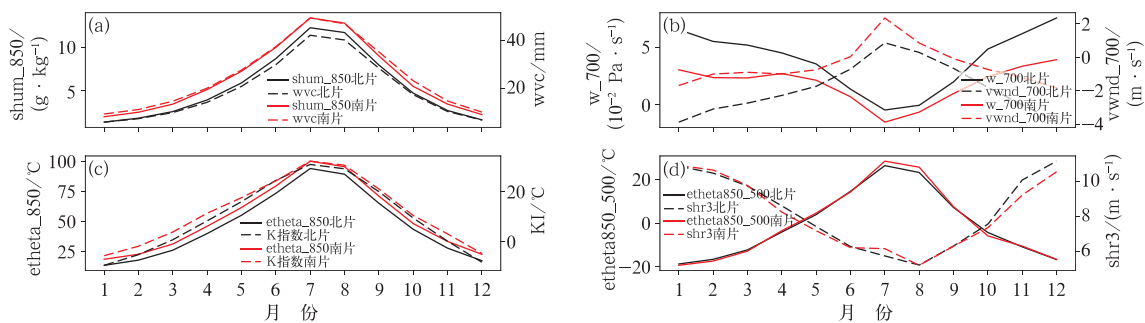 (a)
shum_850/
(g · kg⁻¹)
10
5
40
20
wvc/mm
shum_850北片
wvc北片
shum_850南片
wvc南片
(b)
w_700/
(10⁻² Pa · s⁻¹)
5
0
2
0
−2
−4
vwnd_700/
(m · s⁻¹)
w_700北片
vwnd_700北片
w_700南片
vwnd_700南片
(c)
etheta_850/℃
100
75
50
25
20
0
KI/℃
etheta_850北片
K指数北片
etheta_850南片
K指数南片
1 2 3 4 5 6 7 8 9 10 11 12
月 份
(d)
etheta850_500/℃
20
0
−20
10
8
6
shr3/(m · s⁻¹)
etheta850_500北片
shr3北片
etheta850_500南片
shr3南片
1 2 3 4 5 6 7 8 9 10 11 12
月 份